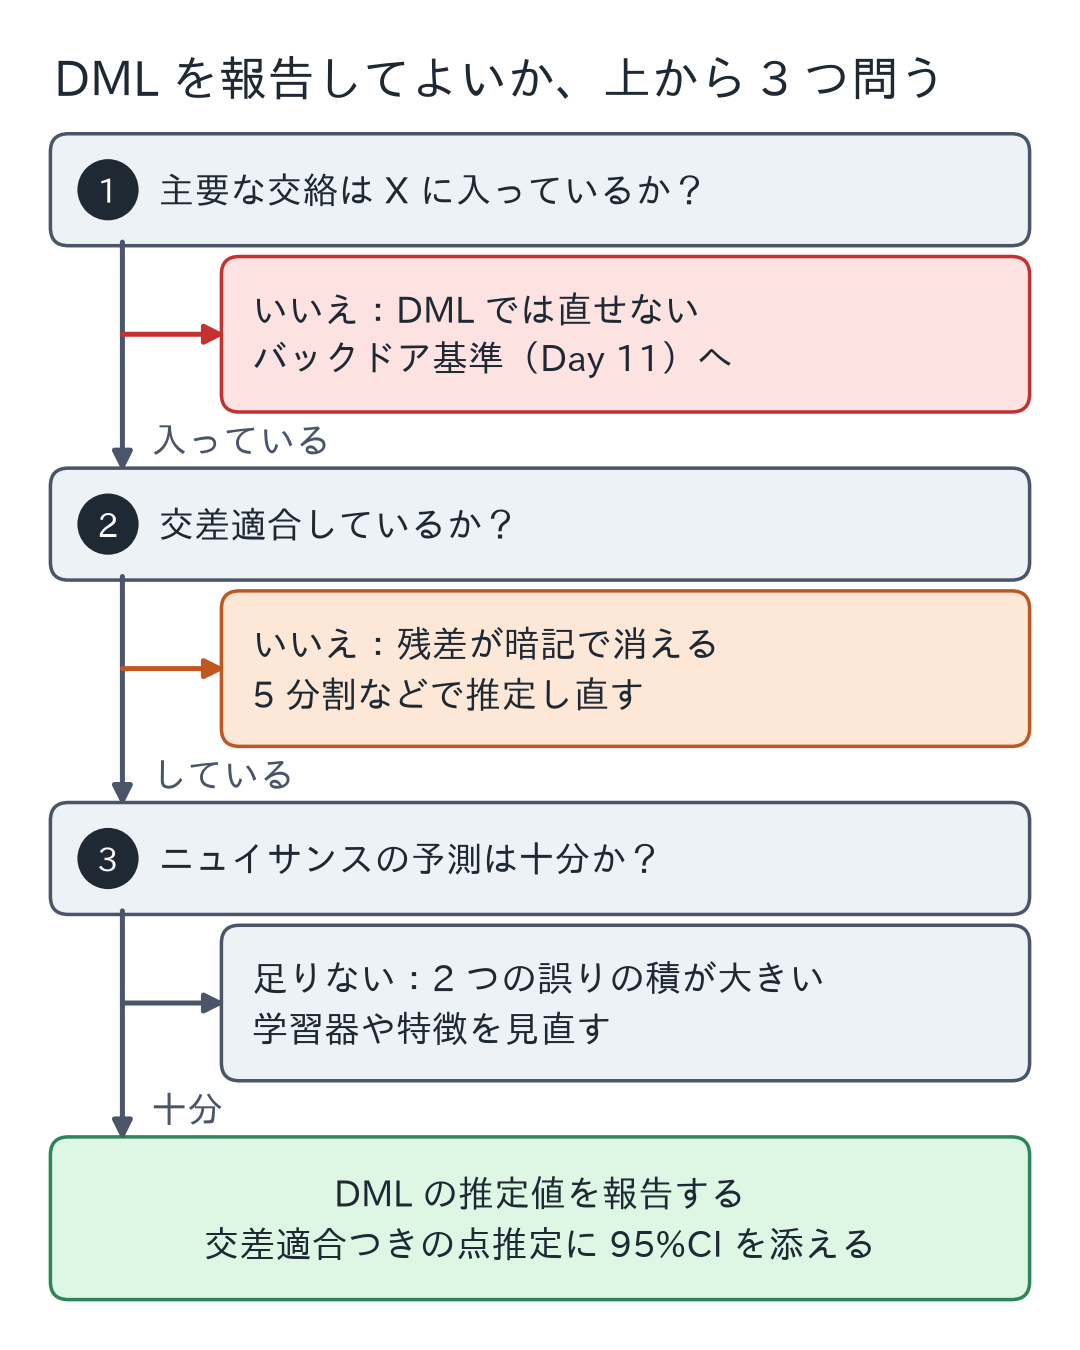 DML を報告してよいか、上から 3 つ問う
1 主要な交絡は X に入っているか？
いいえ：DML では直せない
バックドア基準（Day 11）へ
入っている
2 交差適合しているか？
いいえ：残差が暗記で消える
5 分割などで推定し直す
している
3 ニュイサンスの予測は十分か？
足りない：2 つの誤りの積が大きい
学習器や特徴を見直す
十分
DML の推定値を報告する
交差適合つきの点推定に 95%CI を添える